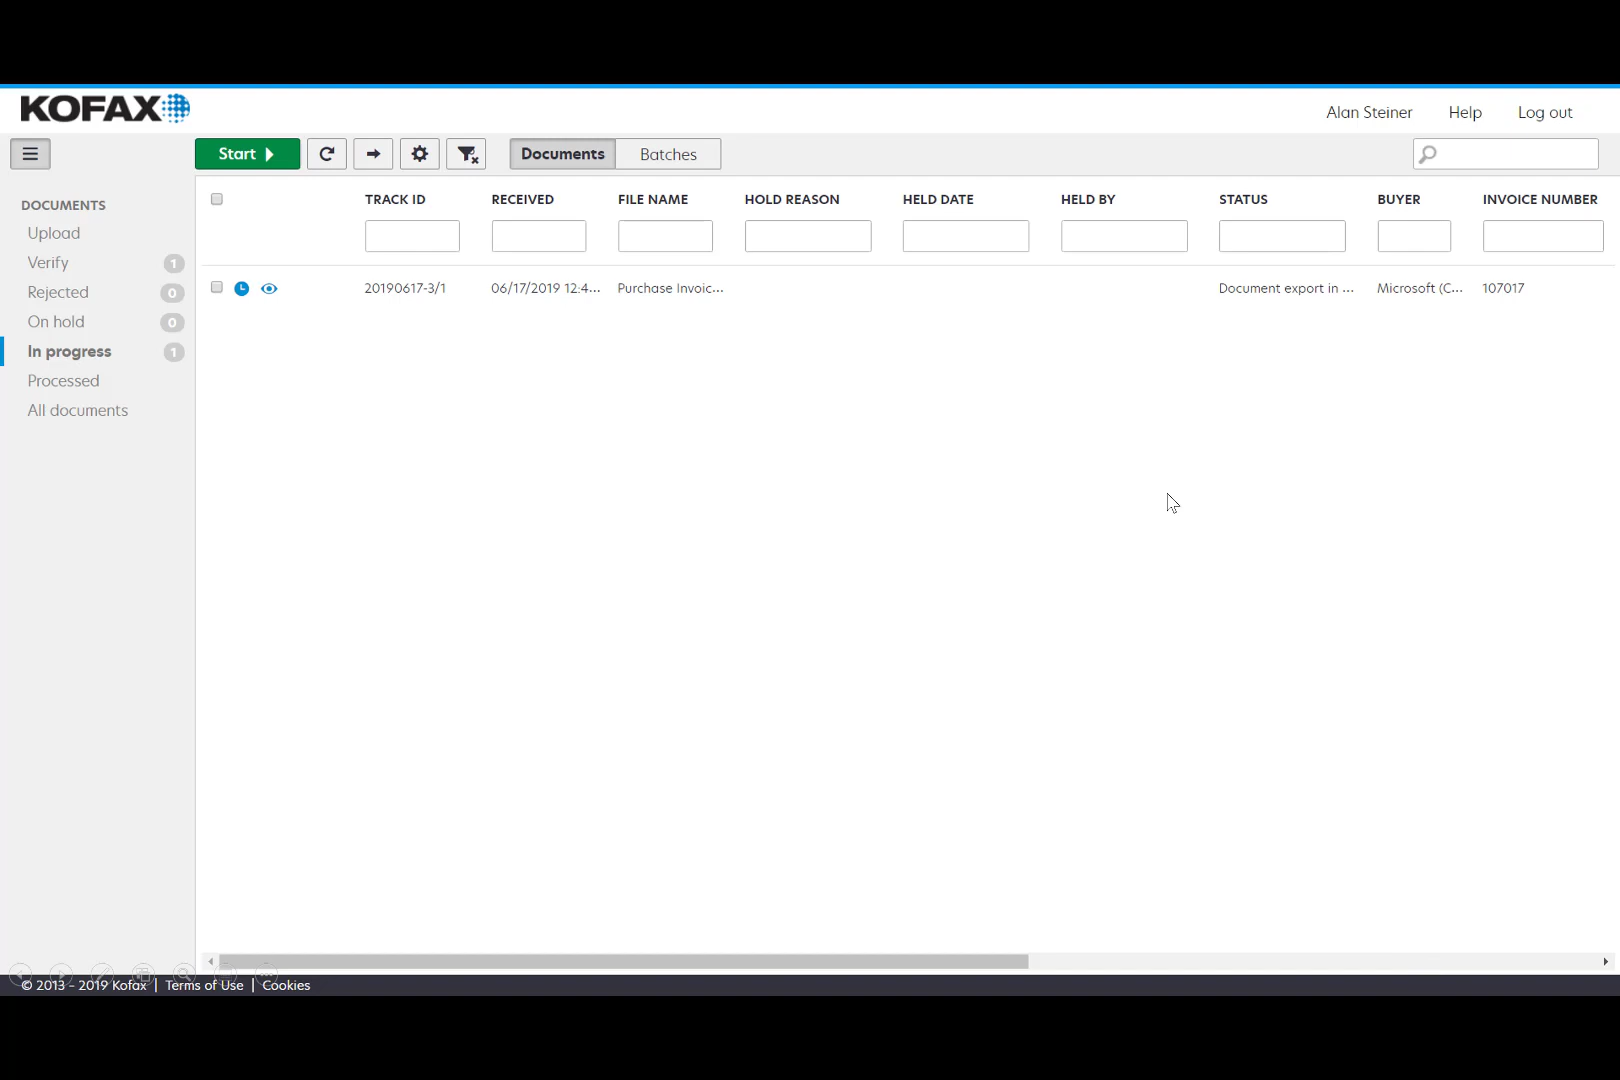 KOFAX
Alan Steiner Help Log out
Start Documents Batches
DOCUMENTS
Upload
Verify 1
Rejected 0
On hold 0
In progress 1
Processed
All documents
TRACK ID RECEIVED FILE NAME HOLD REASON HELD DATE HELD BY STATUS BUYER INVOICE NUMBER
20190617-3/1 06/17/2019 12:4... Purchase Invoic... Document export in ... Microsoft (C... 107017
© 2013 - 2019 Kofax | Terms of Use | Cookies